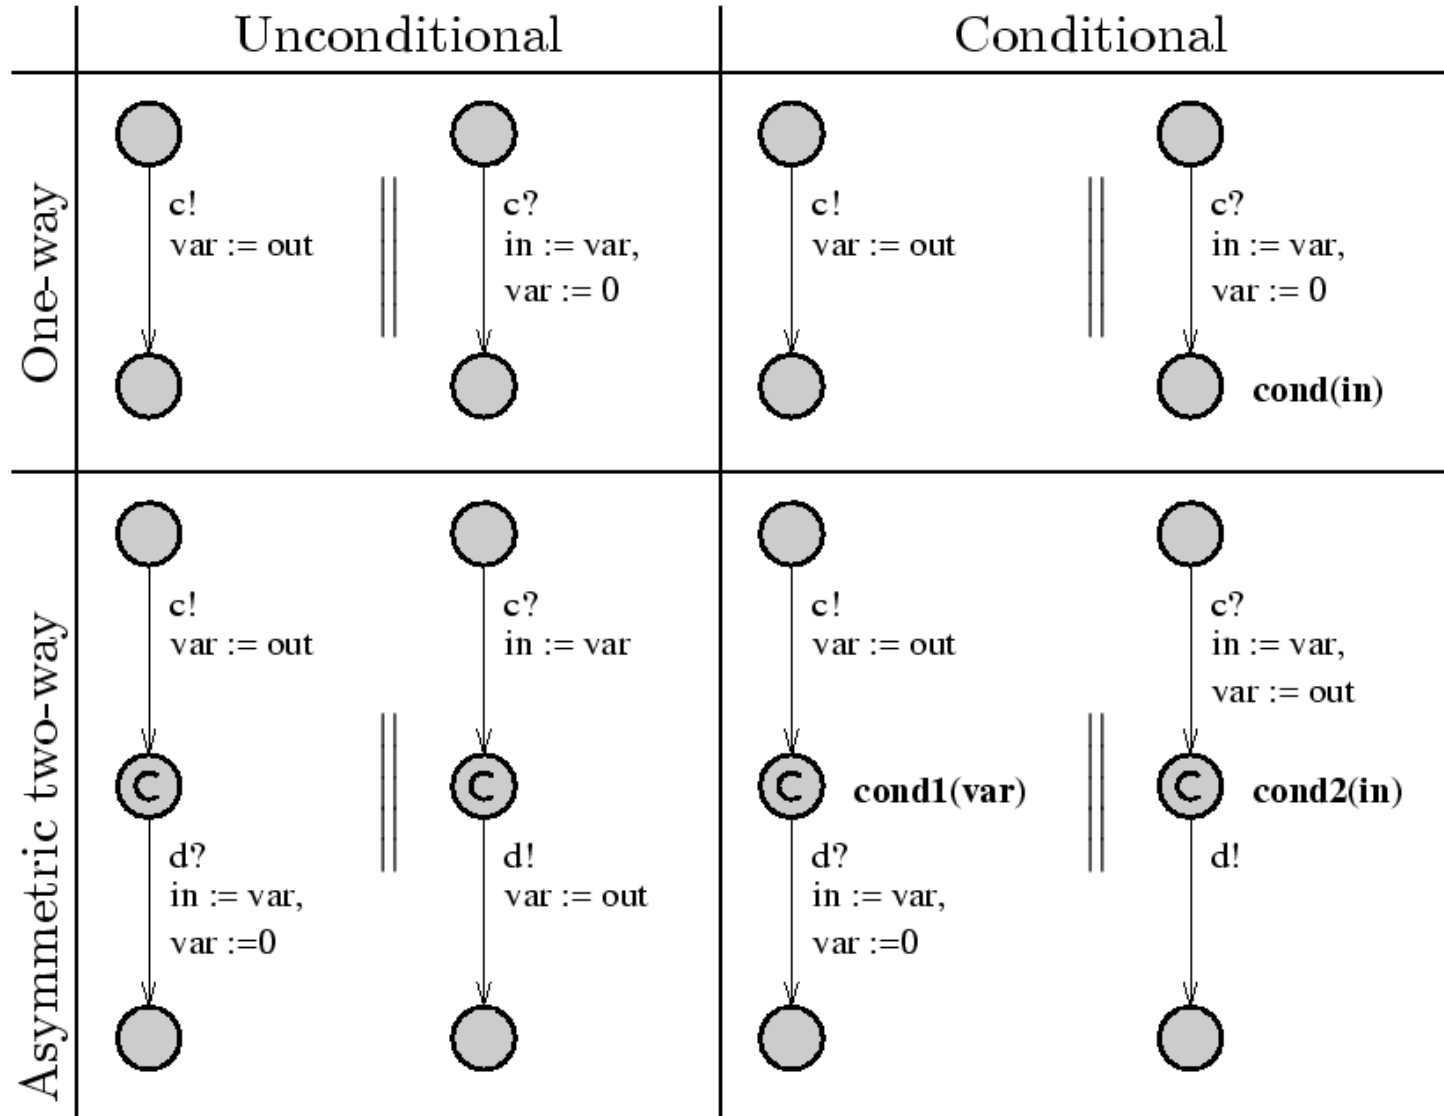 Unconditional
Conditional
One-way
c!
var := out
c?
in := var,
var := 0
c!
var := out
c?
in := var,
var := 0
cond(in)
Asymmetric two-way
c!
var := out
C
d?
in := var,
var :=0
c?
in := var
C
d!
var := out
c!
var := out
C
cond1(var)
d?
in := var,
var :=0
c?
in := var,
var := out
C
cond2(in)
d!